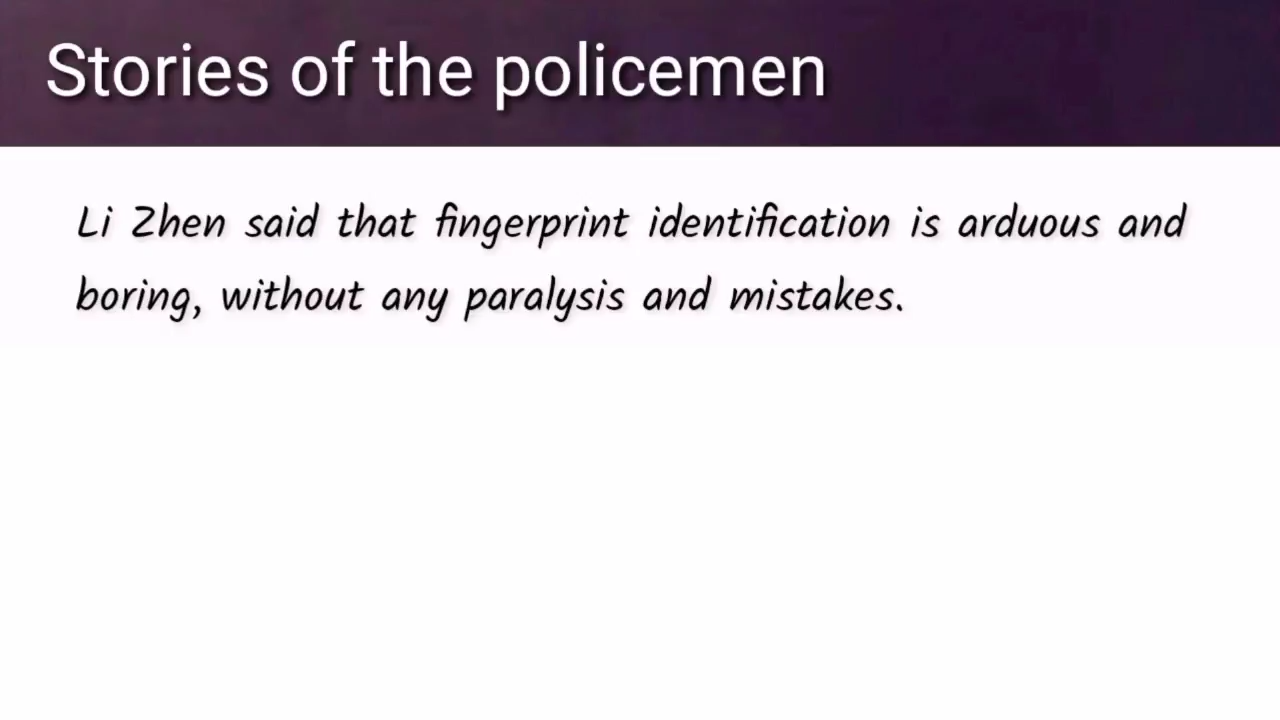 Stories of the policemen
Li Zhen said that fingerprint identification is arduous and
boring, without any paralysis and mistakes.